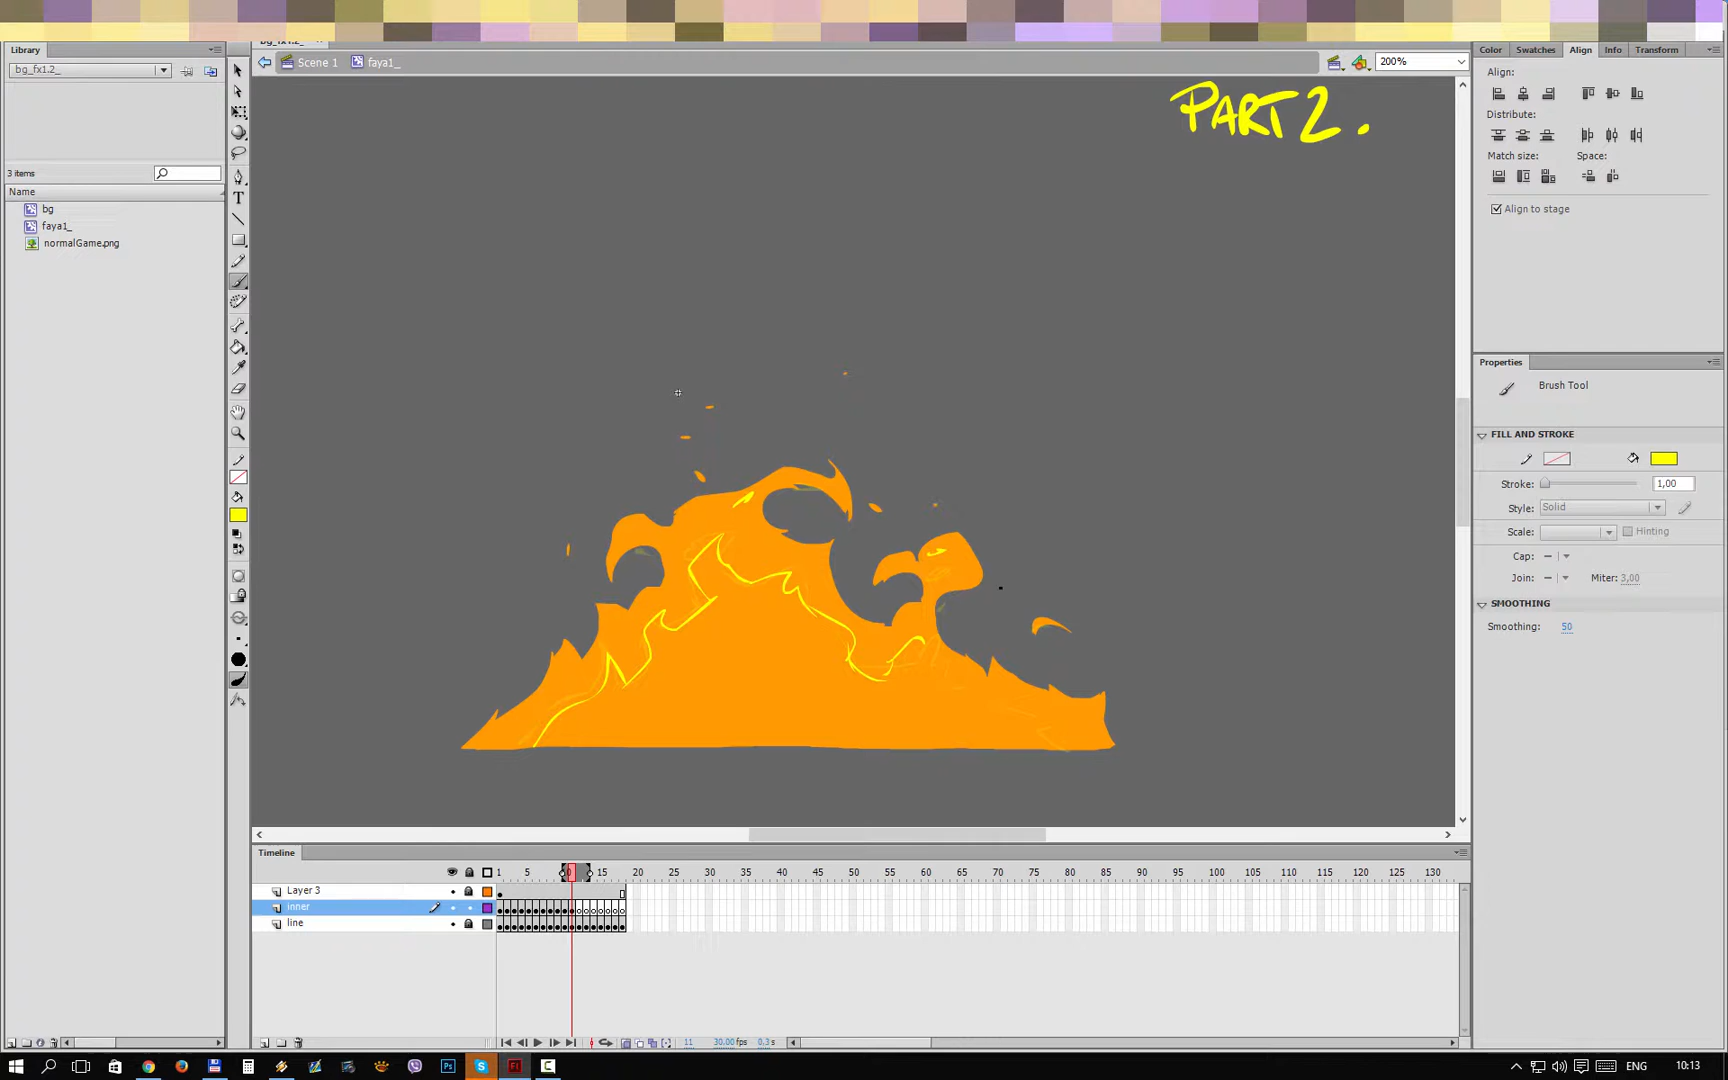 Library
bg_fx1.2_
Scene 1
faya1_
200%
Color
Swatches
Align
Info
Transform
bg_fx1.2_
PART 2.
Align:
Distribute:
Match size:
Space:
Align to stage
3 items
Name
bg
faya1_
normalGame.png
T
Properties
Brush Tool
FILL AND STROKE
Stroke:
1,00
Style:
Solid
Scale:
Hinting
Cap:
Join:
Miter: 3,00
SMOOTHING
Smoothing:
50
Timeline
1 5 15 20 25 30 35 40 45 50 55 60 65 70 75 80 85 90 95 100 105 110 115 120 125 130
Layer 3
inner
line
11
30.00 fps
0.3 s
Ps
Fl
ENG
10:13